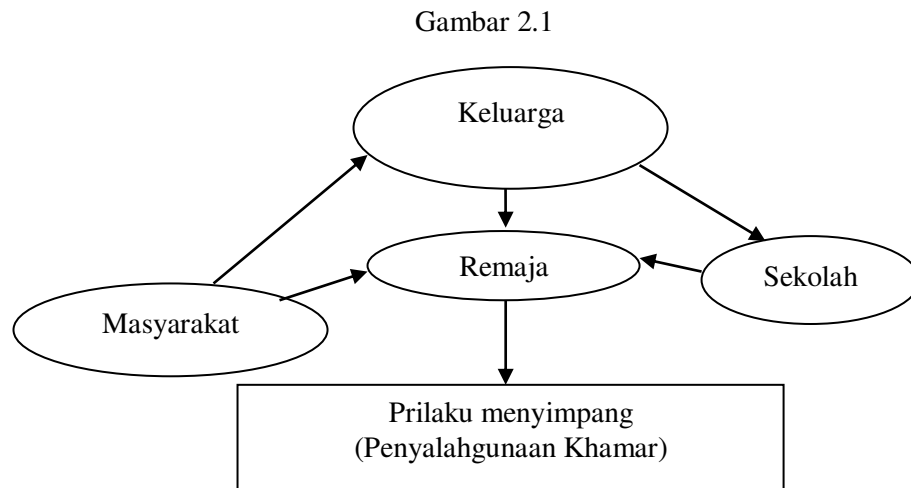 Gambar 2.1
Keluarga
Remaja
Sekolah
Masyarakat
Prilaku menyimpang
(Penyalahgunaan Khamar)